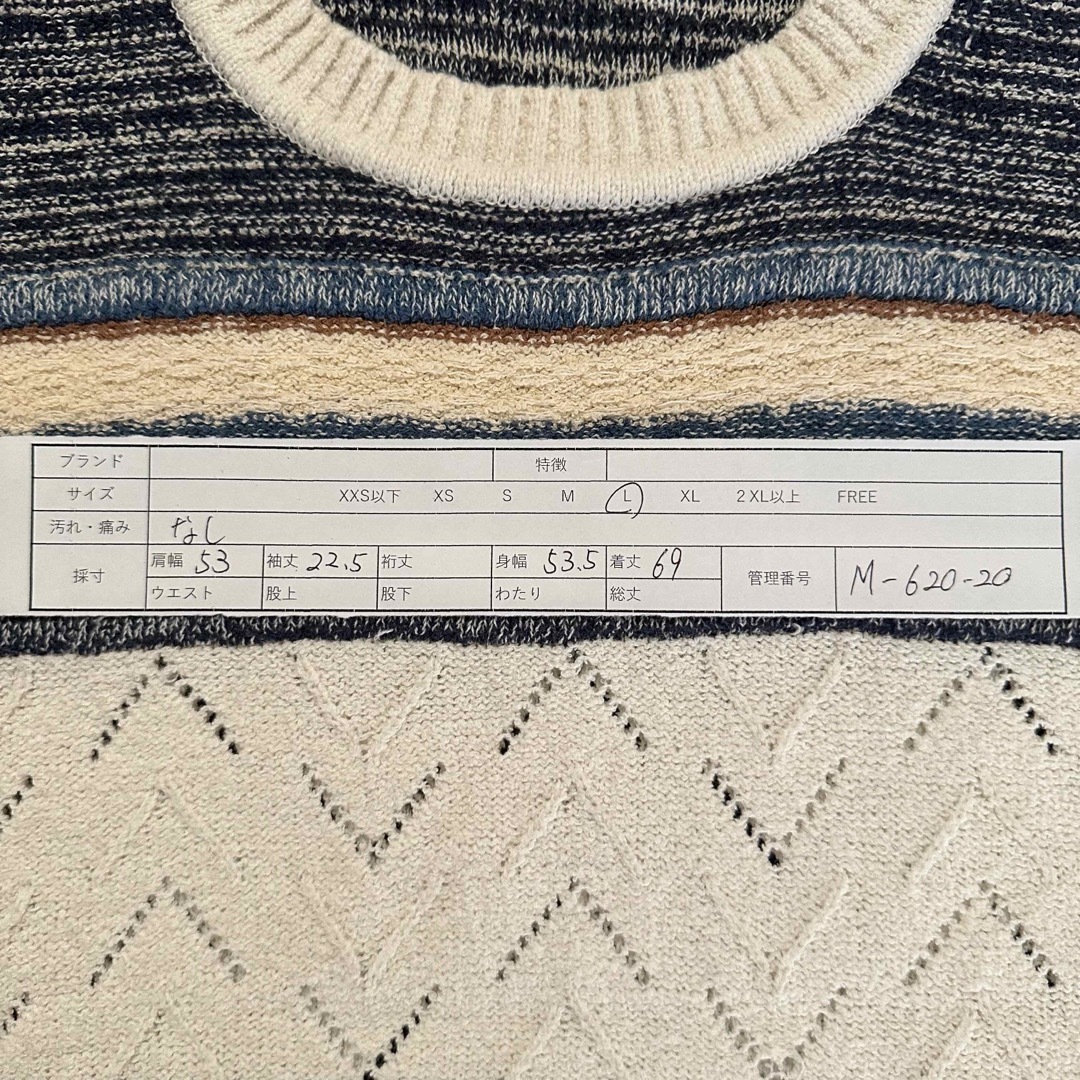 ブランド 特徴
サイズ XXS以下 XS S M L XL 2XL以上 FREE
汚れ・痛み なし
採寸 肩幅 53 袖丈 22.5 裄丈 身幅 53.5 着丈 69 管理番号 M-620-20
ウエスト 股上 股下 わたり 総丈